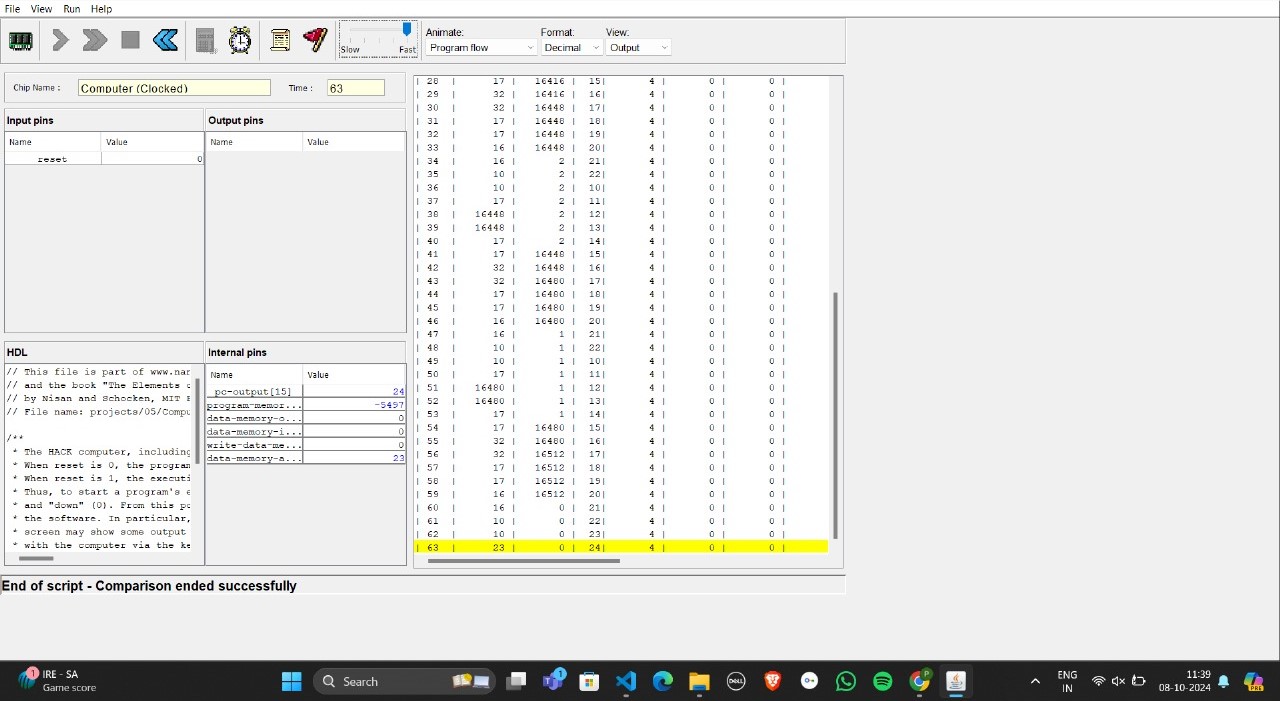 File View Run Help
Animate: Format: View:
Slow Fast Program flow Decimal Output
Chip Name : Computer (Clocked) Time : 63
Input pins
Name Value
reset 0
Output pins
Name Value
HDL
// This file is part of www.nan
// and the book "The Elements o
// by Nisan and Schocken, MIT P
// File name: projects/05/Compu
/**
* The HACK computer, including
* When reset is 0, the program
* When reset is 1, the executi
* Thus, to start a program's e
* and "down" (0). From this po
* the software. In particular,
* screen may show some output
* with the computer via the ke
Internal pins
Name Value
pc-output[15] 24
program-memor... -5497
data-memory-o... 0
data-memory-i... 0
write-data-me... 0
data-memory-a... 23
| 28 | 17 | 16416 | 15| 4 | 0 | 0 |
| 29 | 32 | 16416 | 16| 4 | 0 | 0 |
| 30 | 32 | 16448 | 17| 4 | 0 | 0 |
| 31 | 17 | 16448 | 18| 4 | 0 | 0 |
| 32 | 17 | 16448 | 19| 4 | 0 | 0 |
| 33 | 16 | 16448 | 20| 4 | 0 | 0 |
| 34 | 16 | 2 | 21| 4 | 0 | 0 |
| 35 | 10 | 2 | 22| 4 | 0 | 0 |
| 36 | 10 | 2 | 10| 4 | 0 | 0 |
| 37 | 17 | 2 | 11| 4 | 0 | 0 |
| 38 | 16448 | 2 | 12| 4 | 0 | 0 |
| 39 | 16448 | 2 | 13| 4 | 0 | 0 |
| 40 | 17 | 2 | 14| 4 | 0 | 0 |
| 41 | 17 | 16448 | 15| 4 | 0 | 0 |
| 42 | 32 | 16448 | 16| 4 | 0 | 0 |
| 43 | 32 | 16480 | 17| 4 | 0 | 0 |
| 44 | 17 | 16480 | 18| 4 | 0 | 0 |
| 45 | 17 | 16480 | 19| 4 | 0 | 0 |
| 46 | 16 | 16480 | 20| 4 | 0 | 0 |
| 47 | 16 | 1 | 21| 4 | 0 | 0 |
| 48 | 10 | 1 | 22| 4 | 0 | 0 |
| 49 | 10 | 1 | 10| 4 | 0 | 0 |
| 50 | 17 | 1 | 11| 4 | 0 | 0 |
| 51 | 16480 | 1 | 12| 4 | 0 | 0 |
| 52 | 16480 | 1 | 13| 4 | 0 | 0 |
| 53 | 17 | 1 | 14| 4 | 0 | 0 |
| 54 | 17 | 16480 | 15| 4 | 0 | 0 |
| 55 | 32 | 16480 | 16| 4 | 0 | 0 |
| 56 | 32 | 16512 | 17| 4 | 0 | 0 |
| 57 | 17 | 16512 | 18| 4 | 0 | 0 |
| 58 | 17 | 16512 | 19| 4 | 0 | 0 |
| 59 | 16 | 16512 | 20| 4 | 0 | 0 |
| 60 | 16 | 0 | 21| 4 | 0 | 0 |
| 61 | 10 | 0 | 22| 4 | 0 | 0 |
| 62 | 10 | 0 | 23| 4 | 0 | 0 |
| 63 | 23 | 0 | 24| 4 | 0 | 0 |
End of script - Comparison ended successfully
1
IRE - SA
Game score
Search
1
DELL
P
ENG
IN
11:39
08-10-2024
PRE